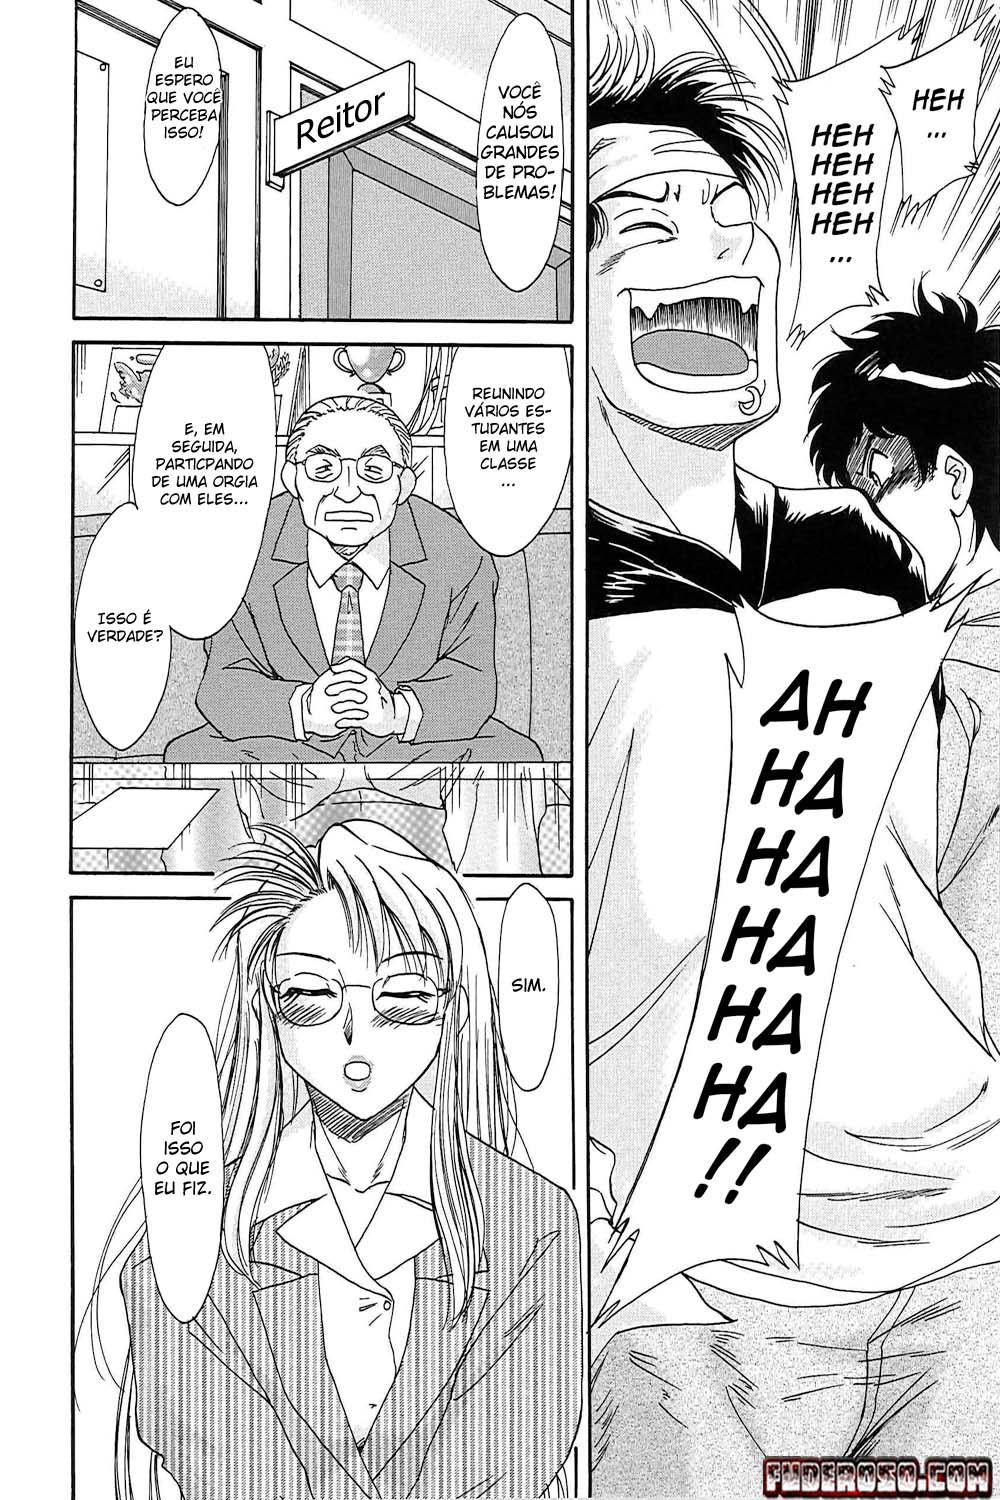 HEH
...
HEH
HEH
HEH
HEH
...
AH
HA
HA
HA
HA
HA
!!
VOCÊ
NÓS
CAUSOU
GRANDES
DE PRO-
BLEMAS!
Reitor
EU
ESPERO
QUE VOCÊ
PERCEBA
ISSO!
REUNINDO
VÁRIOS ES-
TUDANTES
EM UMA
CLASSE
...
E, EM
SEGUIDA,
PARTICPANDO
DE UMA ORGIA
COM ELES...
ISSO É
VERDADE?
SIM.
FOI
ISSO
O QUE
EU FIZ.
FUDEROSO.COM